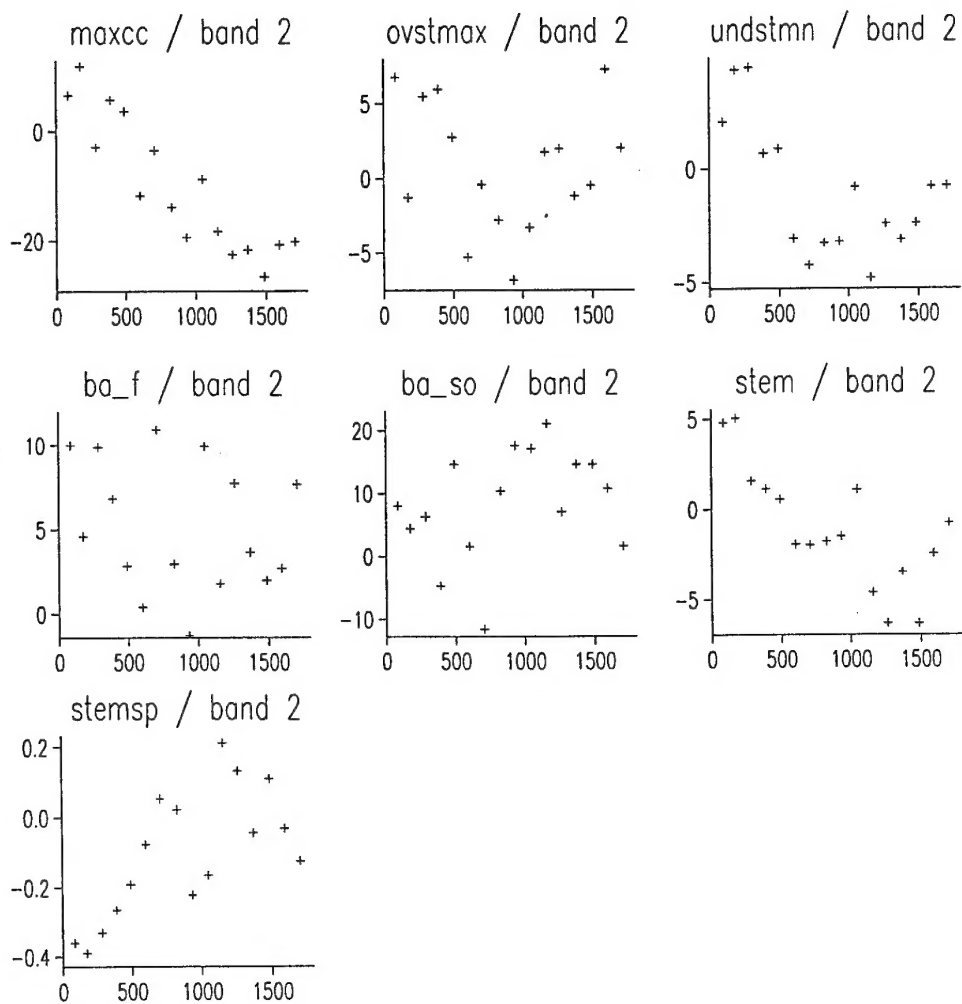 maxcc / band 2
0
-20
0 500 1000 1500
ovstmax / band 2
5
0
-5
0 500 1000 1500
undstmn / band 2
0
-5
0 500 1000 1500
ba_f / band 2
10
5
0
0 500 1000 1500
ba_so / band 2
20
10
0
-10
0 500 1000 1500
stem / band 2
5
0
-5
0 500 1000 1500
stemsp / band 2
0.2
0.0
-0.2
-0.4
0 500 1000 1500